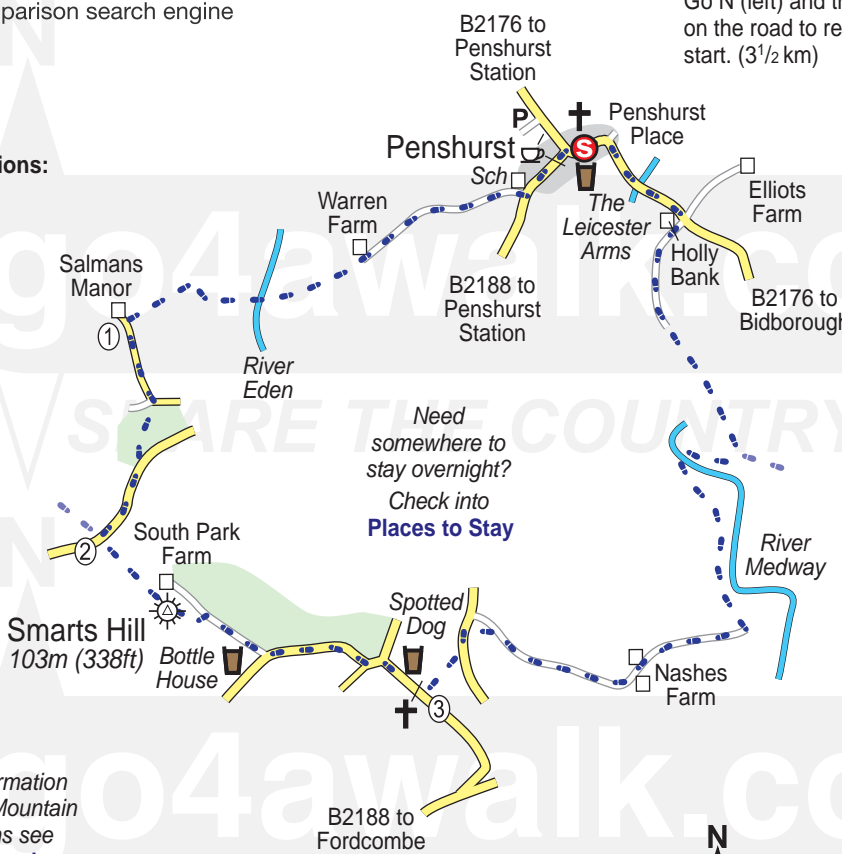 parison search engine
Go N (left) and th
on the road to re
start. (3½ km)
B2176 to
Penshurst
Station
P
Penshurst
Place
Penshurst
S
ions:
Sch
Elliots
Farm
The
Leicester
Arms
Warren
Farm
Holly
Bank
Salmans
Manor
B2188 to
Penshurst
Station
B2176 to
Bidborough
go4awalk.co
1
River
Eden
SHARE THE COUNTRY
Need
somewhere to
stay overnight?
Check into
Places to Stay
N
2
South Park
Farm
River
Medway
Spotted
Dog
Smarts Hill
103m (338ft)
Bottle
House
Nashes
Farm
3
go4awalk.co
rmation
Mountain
ns see
B2188 to
Fordcombe
N